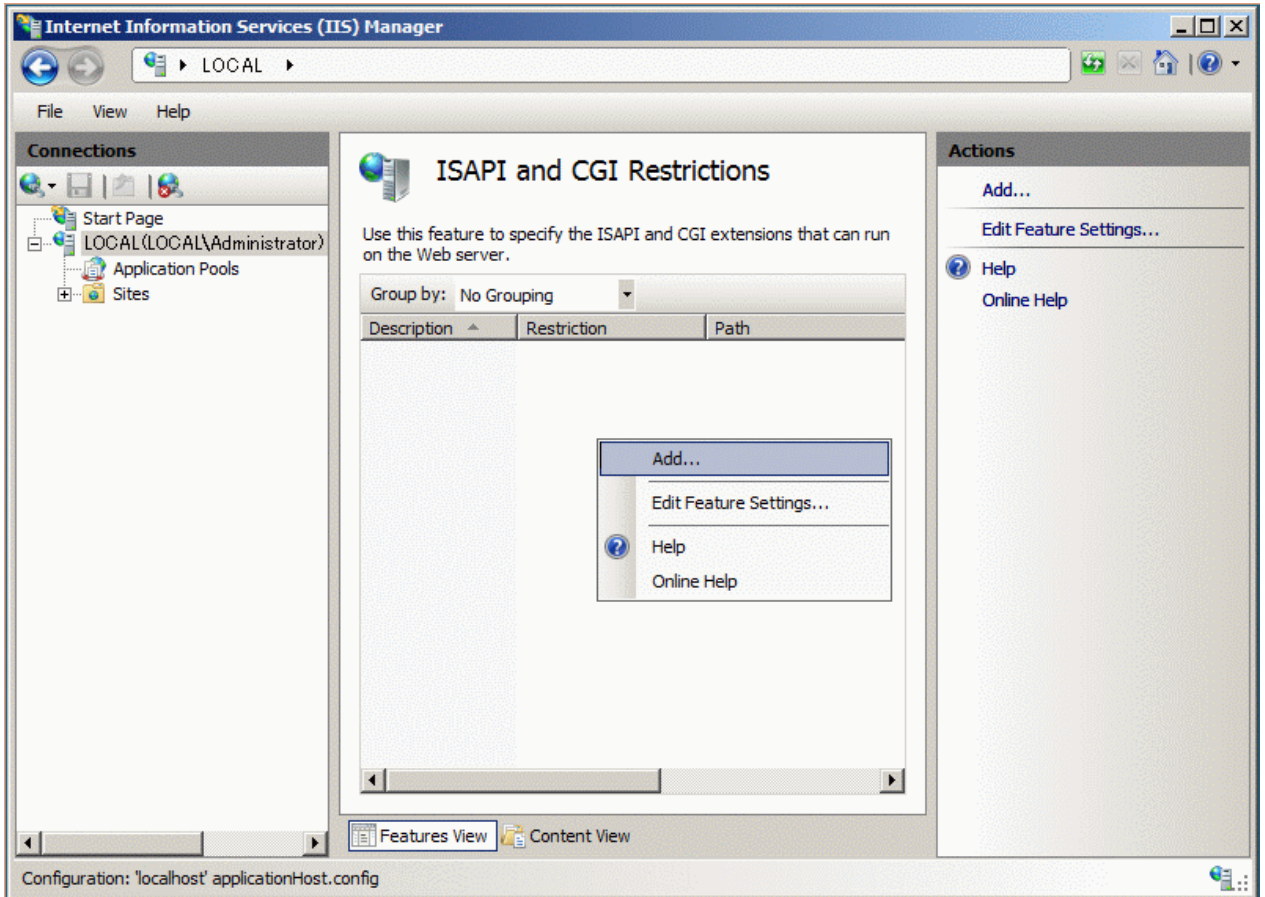 Internet Information Services (IIS) Manager
LOCAL
File View Help
Connections
Start Page
LOCAL(LOCAL\Administrator)
Application Pools
Sites
ISAPI and CGI Restrictions
Use this feature to specify the ISAPI and CGI extensions that can run
on the Web server.
Group by: No Grouping
Description Restriction Path
Add...
Edit Feature Settings...
Help
Online Help
Features View Content View
Actions
Add...
Edit Feature Settings...
Help
Online Help
Configuration: 'localhost' applicationHost.config